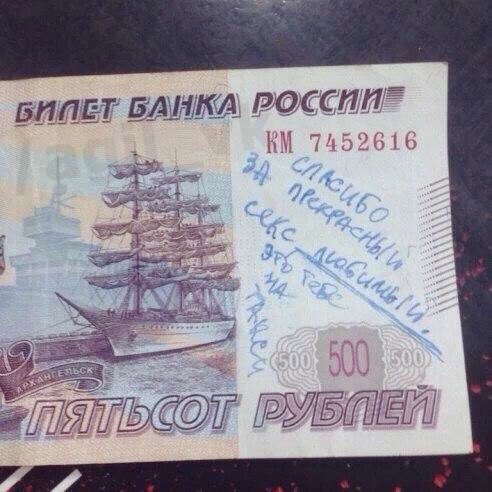 БИЛЕТ БАНКА РОССИИ
КМ 7452616
СПАСИБО
ЗА ПРЕКРАСНЫЙ
СЕКС ЛЮБИМЫЙ.
ЭТО ТЕБЕ
НА
ТАКСИ
500 500 500
АРХАНГЕЛЬСК
ПЯТЬСОТ РУБЛЕЙ